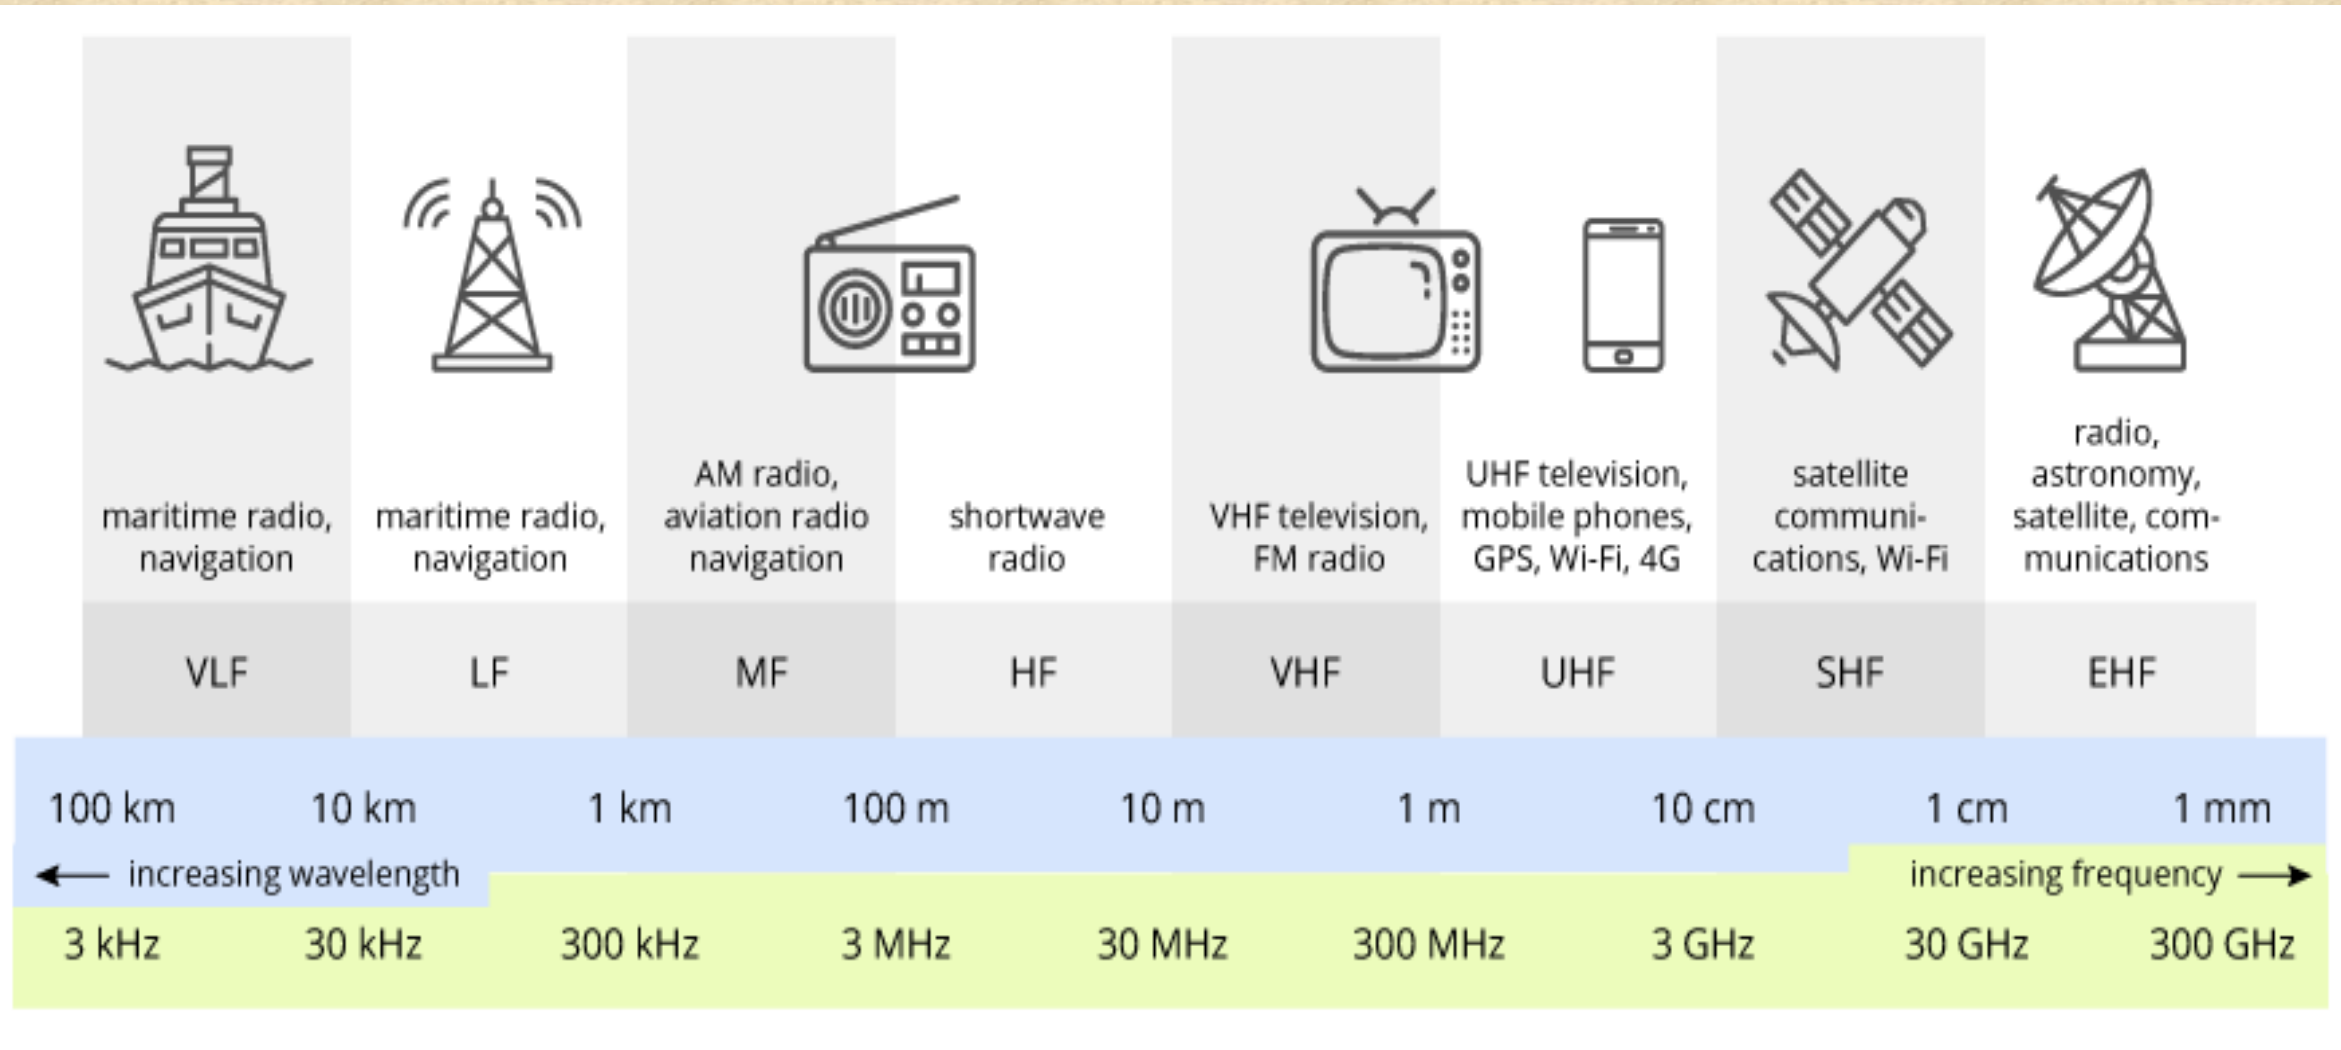 maritime radio,
navigation
maritime radio,
navigation
AM radio,
aviation radio
navigation
shortwave
radio
VHF television,
FM radio
UHF television,
mobile phones,
GPS, Wi-Fi, 4G
satellite
communi-
cations, Wi-Fi
radio,
astronomy,
satellite, com-
munications
VLF LF MF HF VHF UHF SHF EHF
100 km 10 km 1 km 100 m 10 m 1 m 10 cm 1 cm 1 mm
increasing wavelength increasing frequency
3 kHz 30 kHz 300 kHz 3 MHz 30 MHz 300 MHz 3 GHz 30 GHz 300 GHz